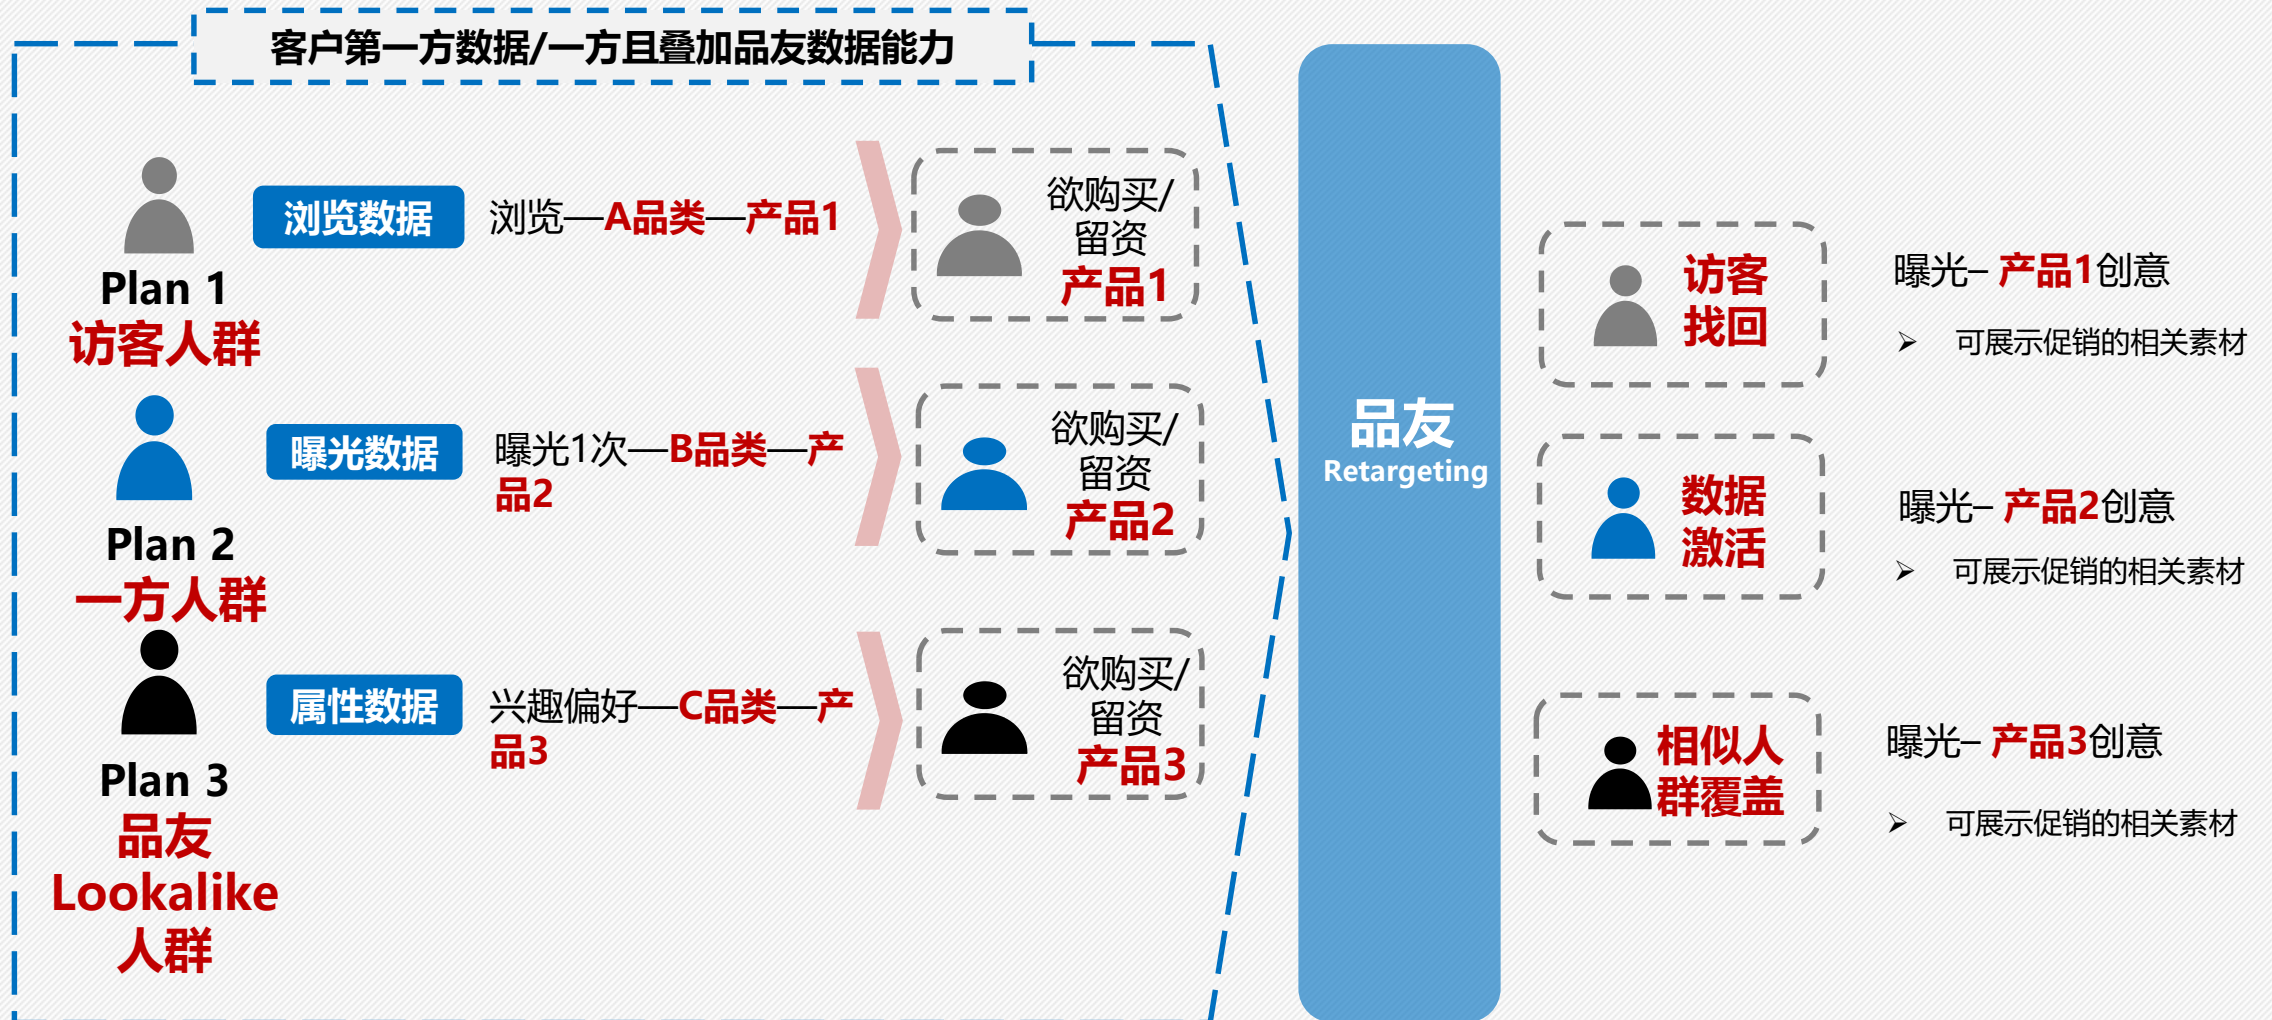 客户第一方数据/一方且叠加品友数据能力
Plan 1
访客人群
浏览数据
浏览—A品类—产品1
欲购买/
留资
产品1
Plan 2
一方人群
曝光数据
曝光1次—B品类—产
品2
欲购买/
留资
产品2
Plan 3
品友
Lookalike
人群
属性数据
兴趣偏好—C品类—产
品3
欲购买/
留资
产品3
品友
Retargeting
访客
找回
曝光– 产品1创意
➢ 可展示促销的相关素材
数据
激活
曝光– 产品2创意
➢ 可展示促销的相关素材
相似人
群覆盖
曝光– 产品3创意
➢ 可展示促销的相关素材